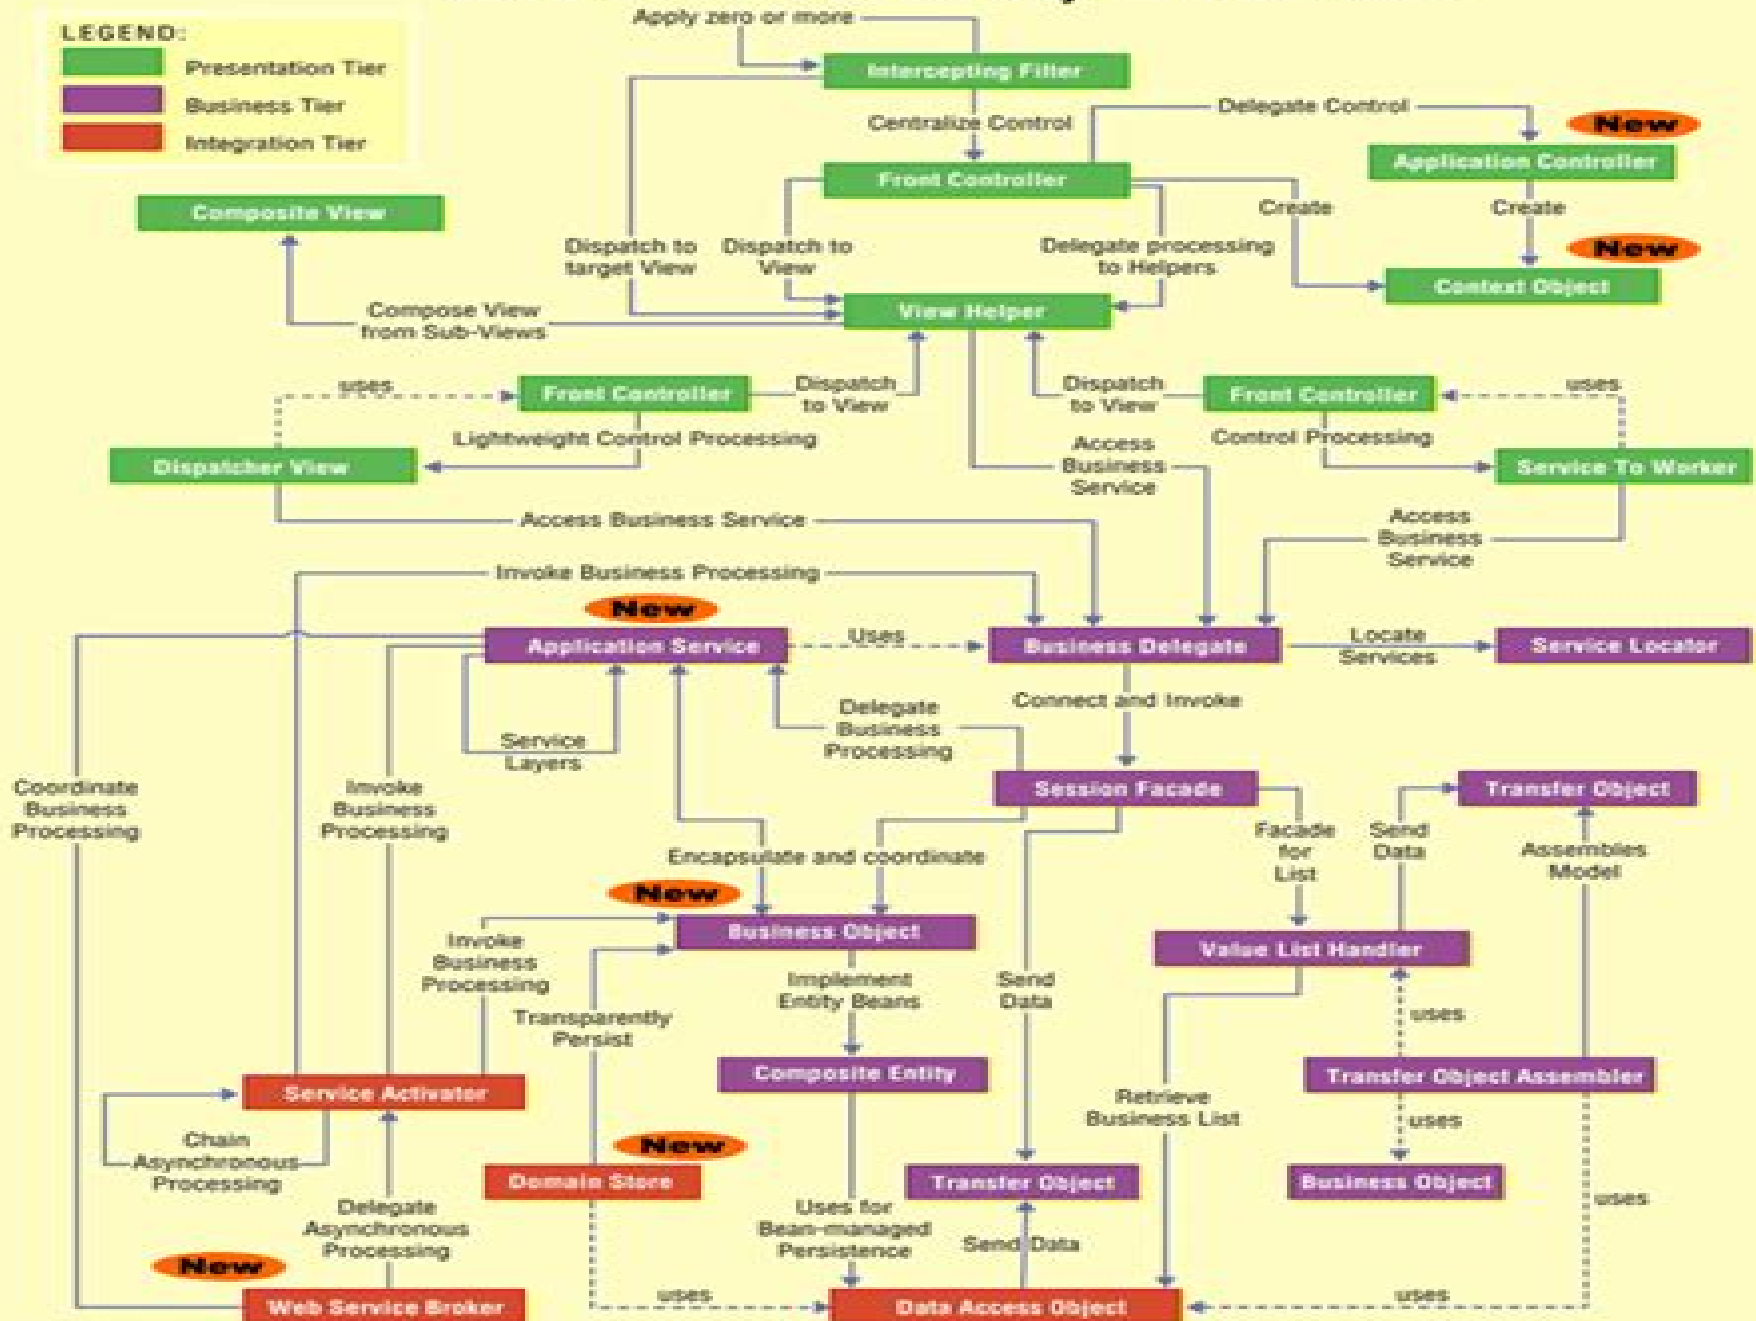 Apply zero or more
LEGEND:
Presentation Tier
Business Tier
Integration Tier
Intercepting Filter
Delegate Control
Centralize Control
New
Application Controller
Front Controller
Composite View
Create
Create
Dispatch to
target View
Dispatch to
View
Delegate processing
to Helpers
New
Context Object
View Helper
Compose View
from Sub-Views
uses
Front Controller
Dispatch
to View
Dispatch
to View
Front Controller
uses
Lightweight Control Processing
Control Processing
Dispatcher View
Access
Business
Service
Service To Worker
Access Business Service
Access
Business
Service
Invoke Business Processing
New
Application Service
Uses
Business Delegate
Locate
Services
Service Locator
Connect and Invoke
Delegate
Business
Processing
Service
Layers
Coordinate
Business
Processing
Invoke
Business
Processing
Session Facade
Transfer Object
Facade
for
List
Send
Data
Assembles
Model
Encapsulate and coordinate
New
Business Object
Value List Handler
Invoke
Business
Processing
Implement
Entity Beans
Send
Data
Transparently
Persist
uses
Composite Entity
Transfer Object Assembler
Service Activator
Retrieve
Business List
uses
Chain
Asynchronous
Processing
New
Domain Store
Transfer Object
Business Object
uses
Delegate
Asynchronous
Processing
Uses for
Bean-managed
Persistence
Send Data
New
Web Service Broker
uses
Data Access Object
uses